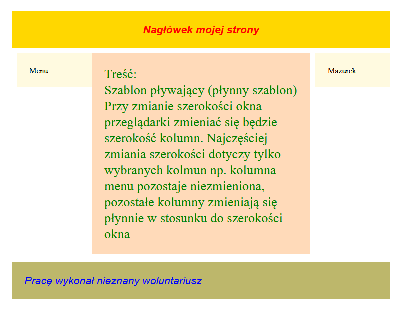 Nagłówek mojej strony
Menu
Treść:
Szablon pływający (płynny szablon)
Przy zmianie szerokości okna
przeglądarki zmieniać się będzie
szerokość kolumn. Najczęściej
zmiana szerokości dotyczy tylko
wybranych kolmun np. kolumna
menu pozostaje niezmieniona,
pozostałe kolumny zmieniają się
płynnie w stosunku do szerokości
okna
Mazurek
Pracę wykonał nieznany woluntariusz